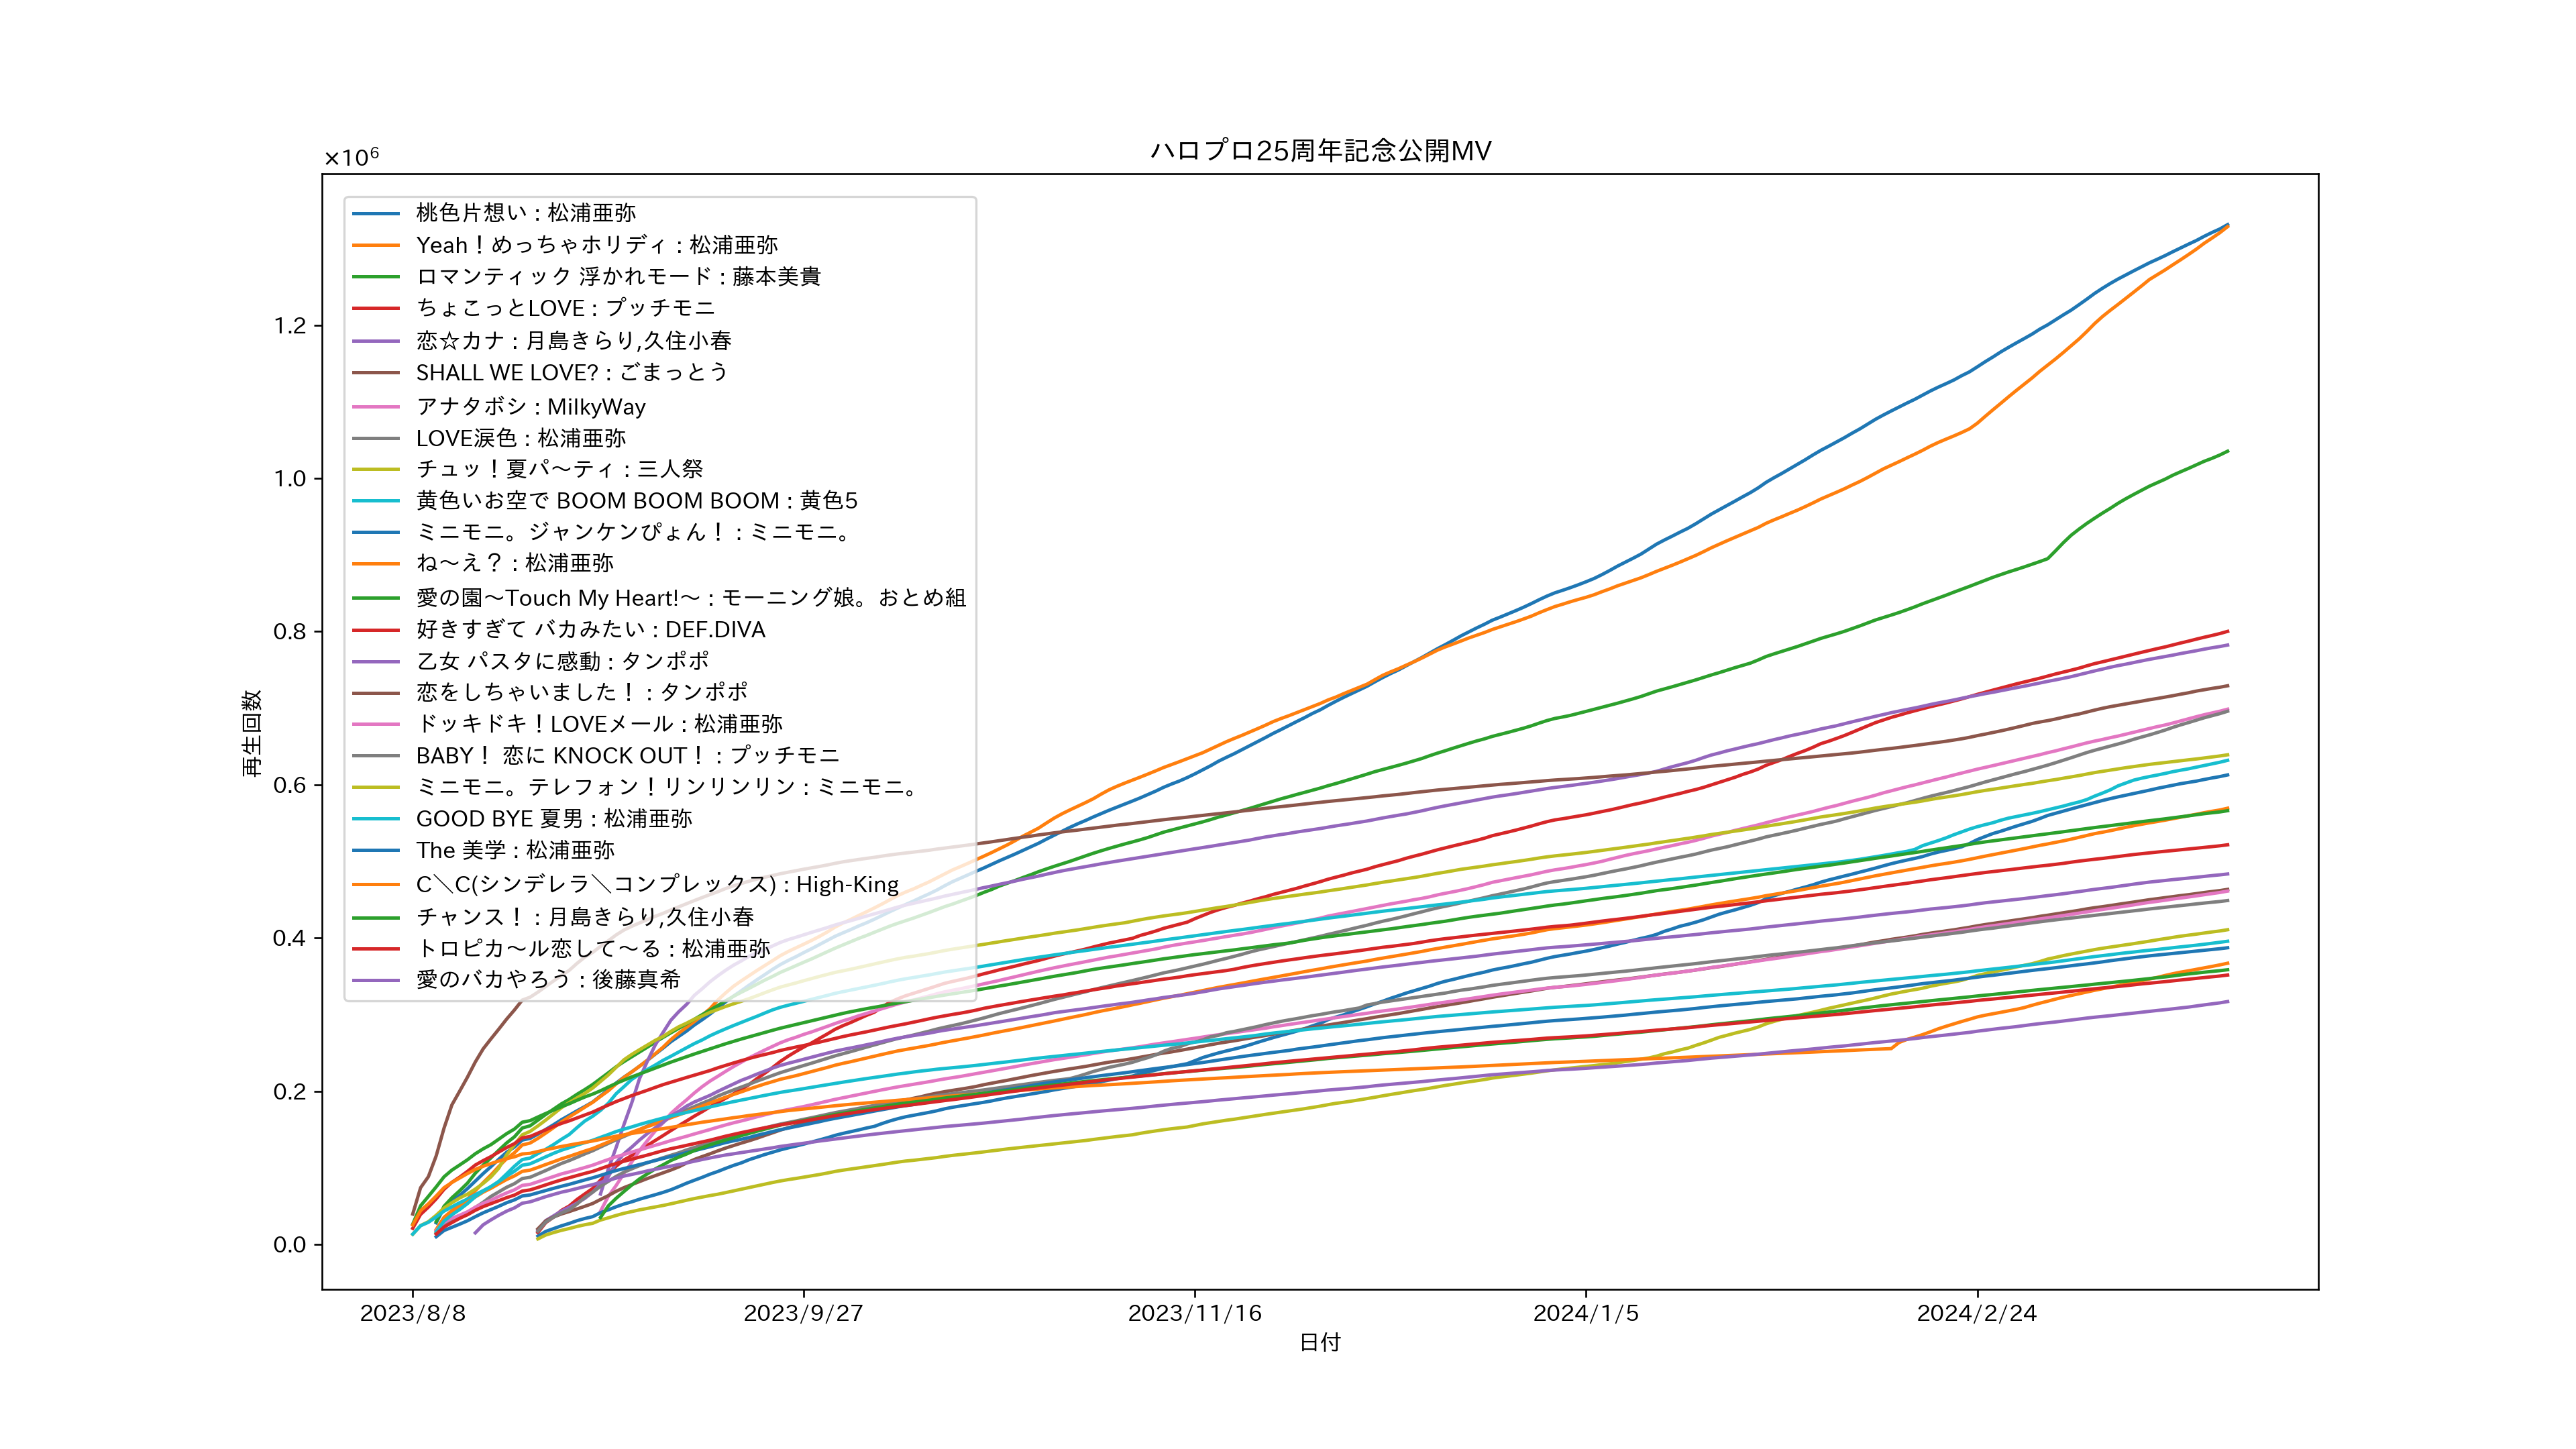 ハロプロ25周年記念公開MV
×10⁶
桃色片想い : 松浦亜弥
Yeah！めっちゃホリディ : 松浦亜弥
ロマンティック 浮かれモード : 藤本美貴
ちょこっとLOVE : プッチモニ
恋☆カナ : 月島きらり,久住小春
SHALL WE LOVE? : ごまっとう
アナタボシ : MilkyWay
LOVE涙色 : 松浦亜弥
チュッ！夏パ〜ティ : 三人祭
黄色いお空で BOOM BOOM BOOM : 黄色5
ミニモニ。ジャンケンぴょん！ : ミニモニ。
ね〜え？ : 松浦亜弥
愛の園〜Touch My Heart!〜 : モーニング娘。おとめ組
好きすぎて バカみたい : DEF.DIVA
乙女 パスタに感動 : タンポポ
恋をしちゃいました！ : タンポポ
ドッキドキ！LOVEメール : 松浦亜弥
BABY！ 恋に KNOCK OUT！ : プッチモニ
ミニモニ。テレフォン！リンリンリン : ミニモニ。
GOOD BYE 夏男 : 松浦亜弥
The 美学 : 松浦亜弥
C＼C(シンデレラ＼コンプレックス) : High-King
チャンス！ : 月島きらり,久住小春
トロピカ〜ル恋して〜る : 松浦亜弥
愛のバカやろう : 後藤真希
1.2
1.0
0.8
0.6
0.4
0.2
0.0
再生回数
2023/8/8
2023/9/27
2023/11/16
2024/1/5
2024/2/24
日付